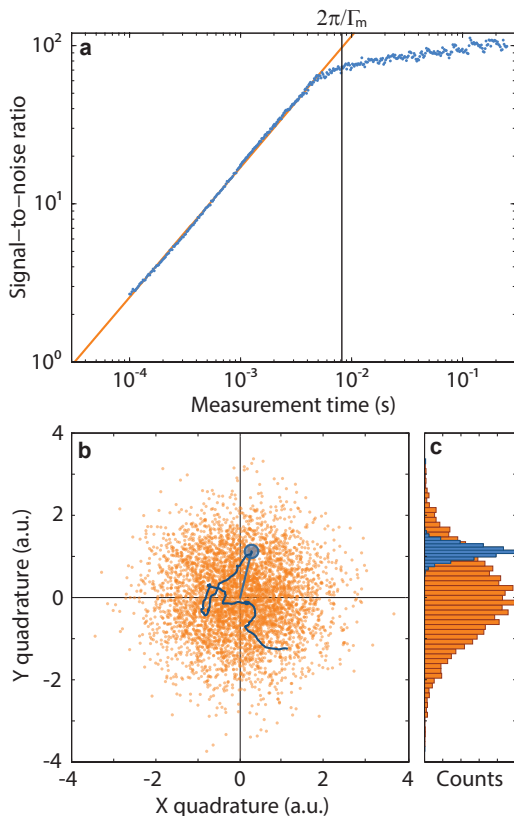 2π/Γm
a
10²
10¹
10⁰
Signal–to–noise ratio
10⁻⁴
10⁻³
10⁻²
10⁻¹
Measurement time (s)
b
c
4
2
0
-2
-4
Y quadrature (a.u.)
-4
-2
0
2
4
X quadrature (a.u.)
Counts